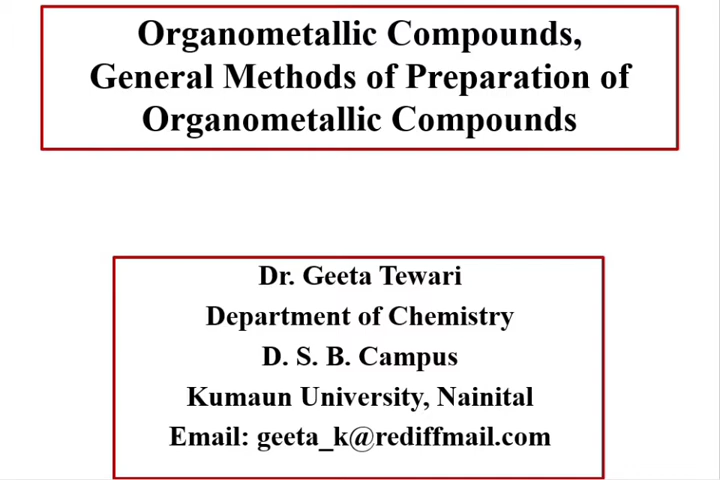 Organometallic Compounds,
General Methods of Preparation of
Organometallic Compounds
Dr. Geeta Tewari
Department of Chemistry
D. S. B. Campus
Kumaun University, Nainital
Email: geeta_k@rediffmail.com